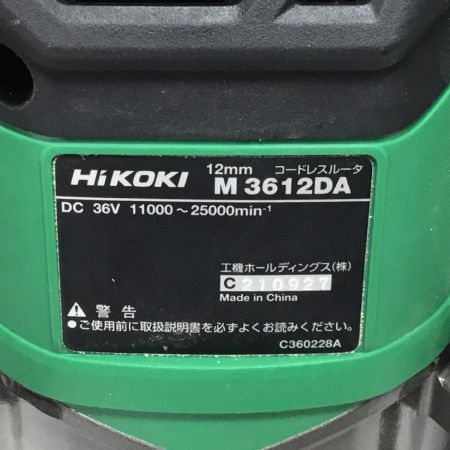 12mm コードレスルータ
HiKOKI M 3612DA
DC 36V 11000～25000min⁻¹
工機ホールディングス(株)
C 210927
Made in China
⚠ 警告
●ご使用前に取扱説明書を必ずよくお読みください。
C360228A